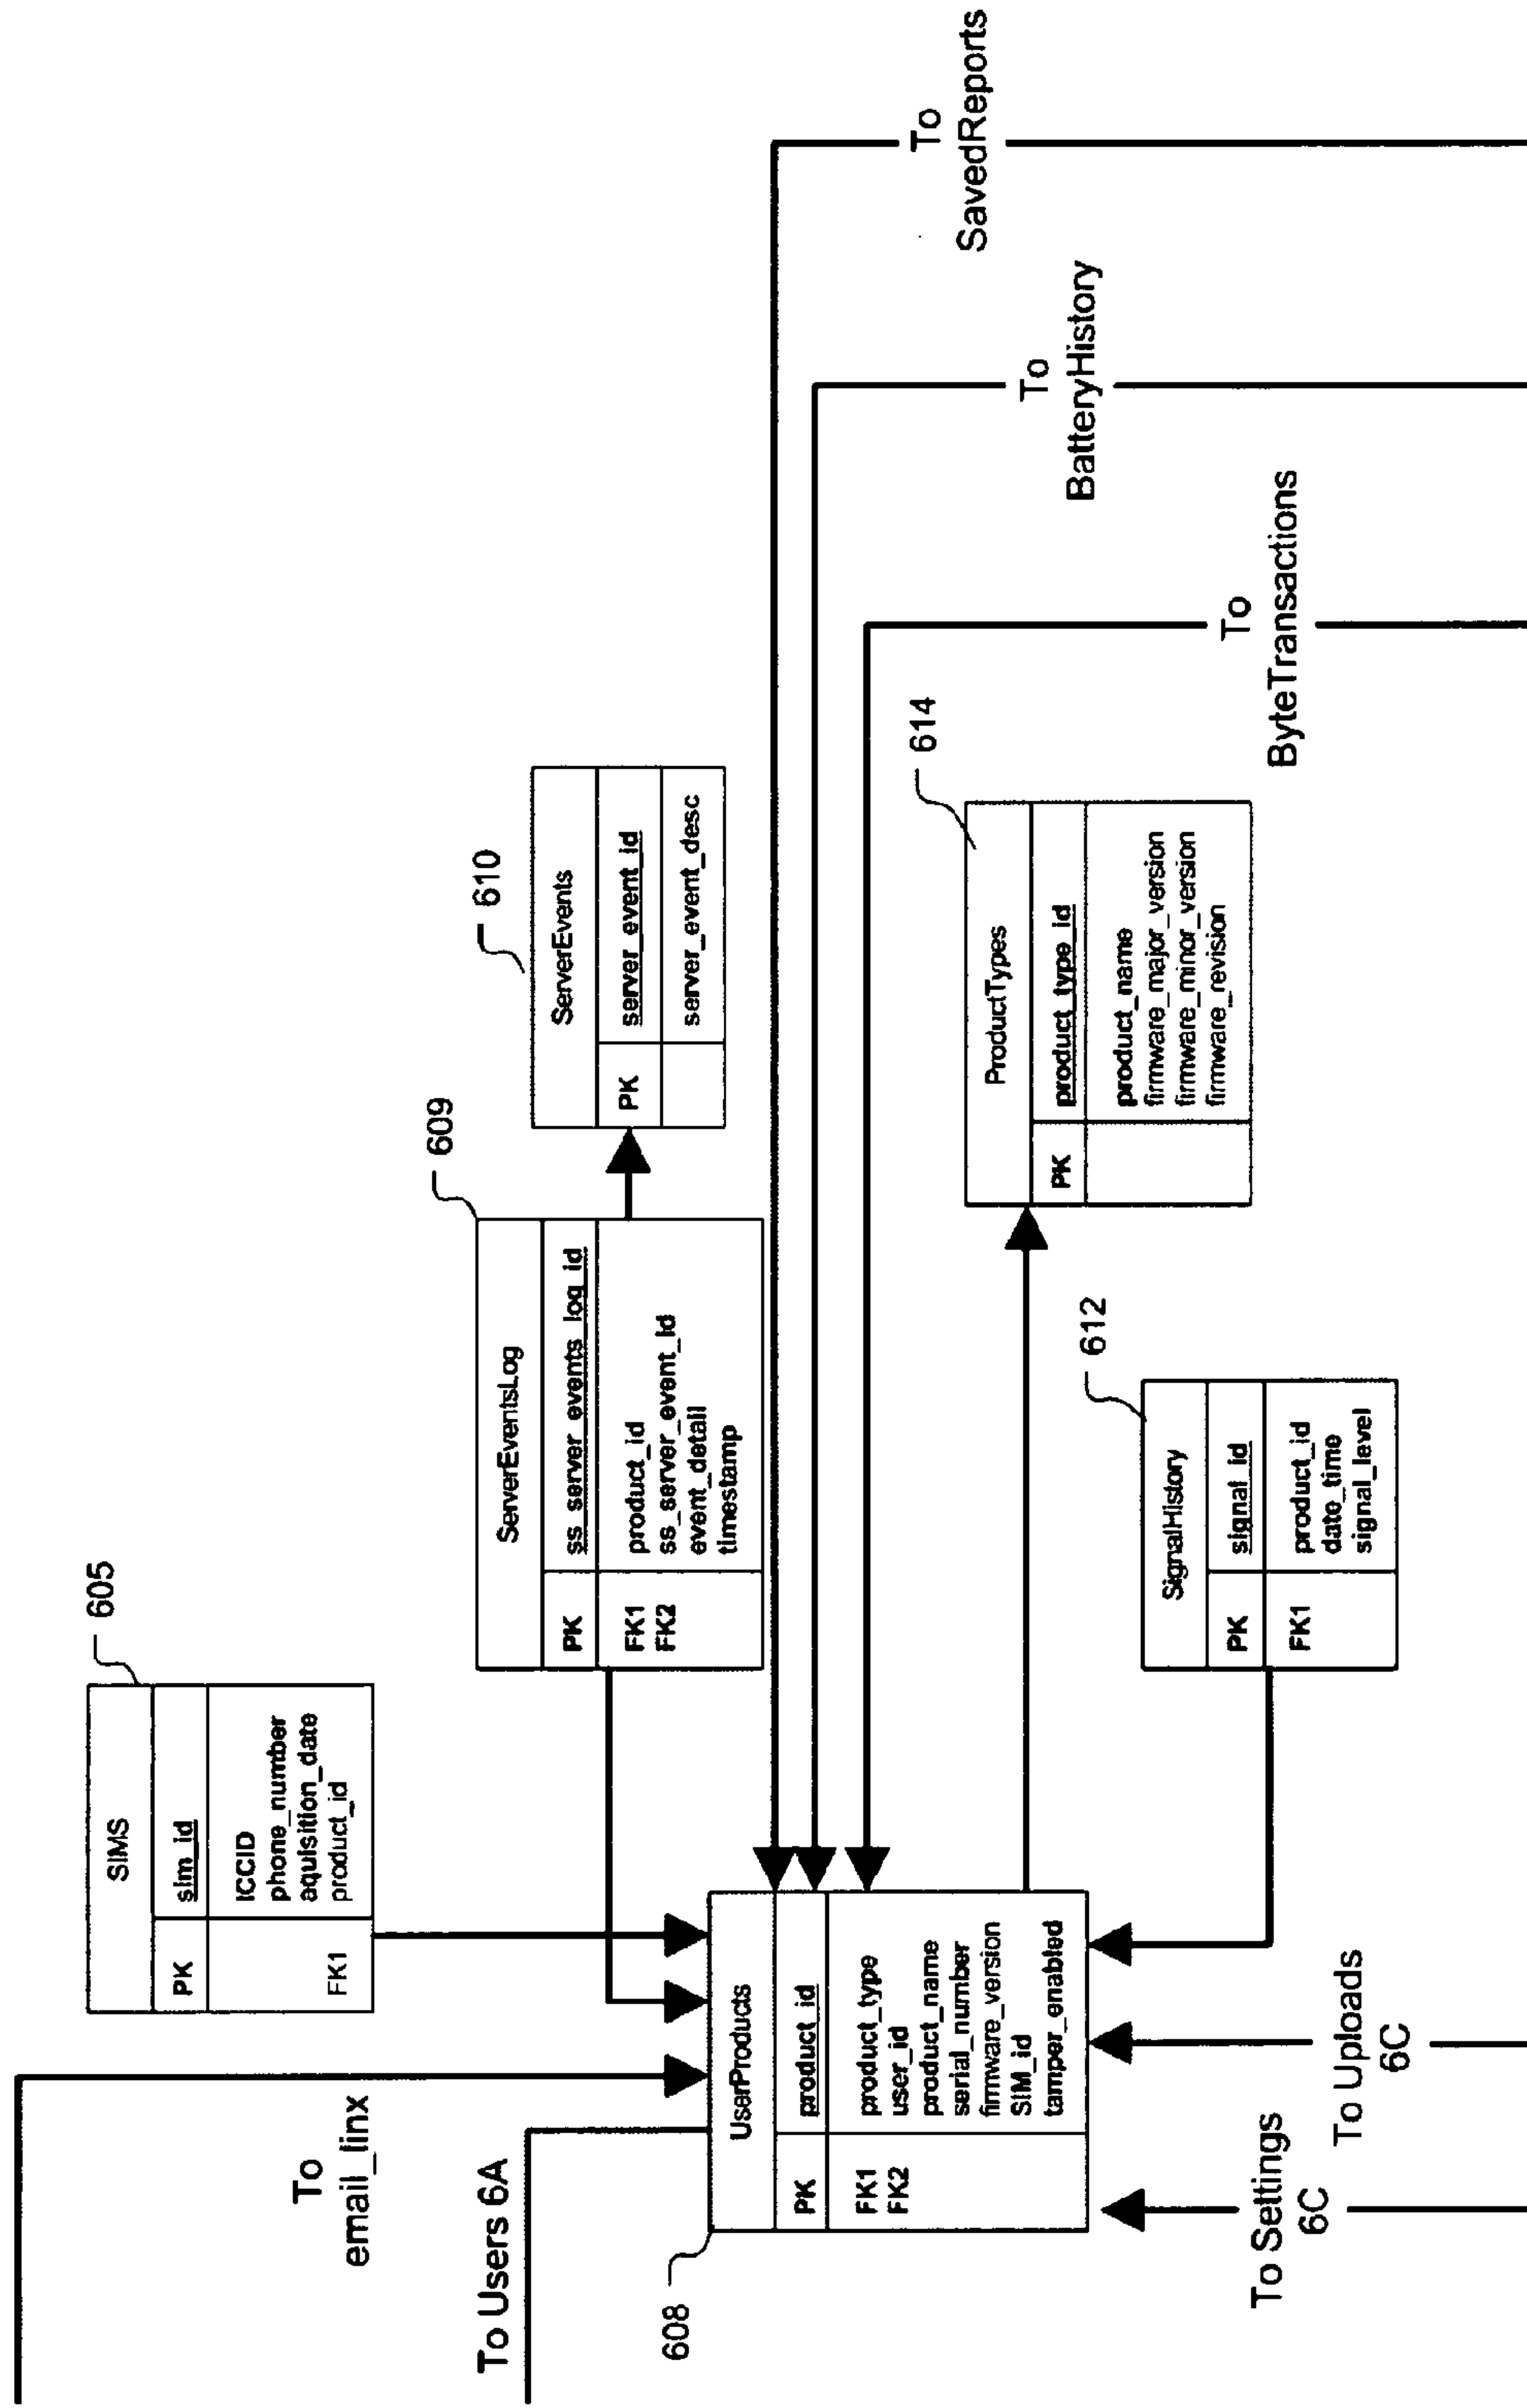 To
email_linx
To Users 6A
SIMS
605
PK
sim_id
ICCID
phone_number
aquisition_date
FK1
product_id
ServerEventsLog
609
PK
ss_server_events_log_id
FK1
product_id
FK2
ss_server_event_id
event_detail
timestamp
ServerEvents
610
PK
server_event_id
server_event_desc
608
UserProducts
PK
product_id
FK1
product_type
FK2
user_id
product_name
serial_number
firmware_version
SIM_id
tamper_enabled
ProductTypes
614
PK
product_type_id
product_name
firmware_major_version
firmware_minor_version
firmware_revision
SignalHistory
612
PK
signal_id
FK1
product_id
date_time
signal_level
To
SavedReports
To
BatteryHistory
To
ByteTransactions
To Settings
6C
To Uploads
6C